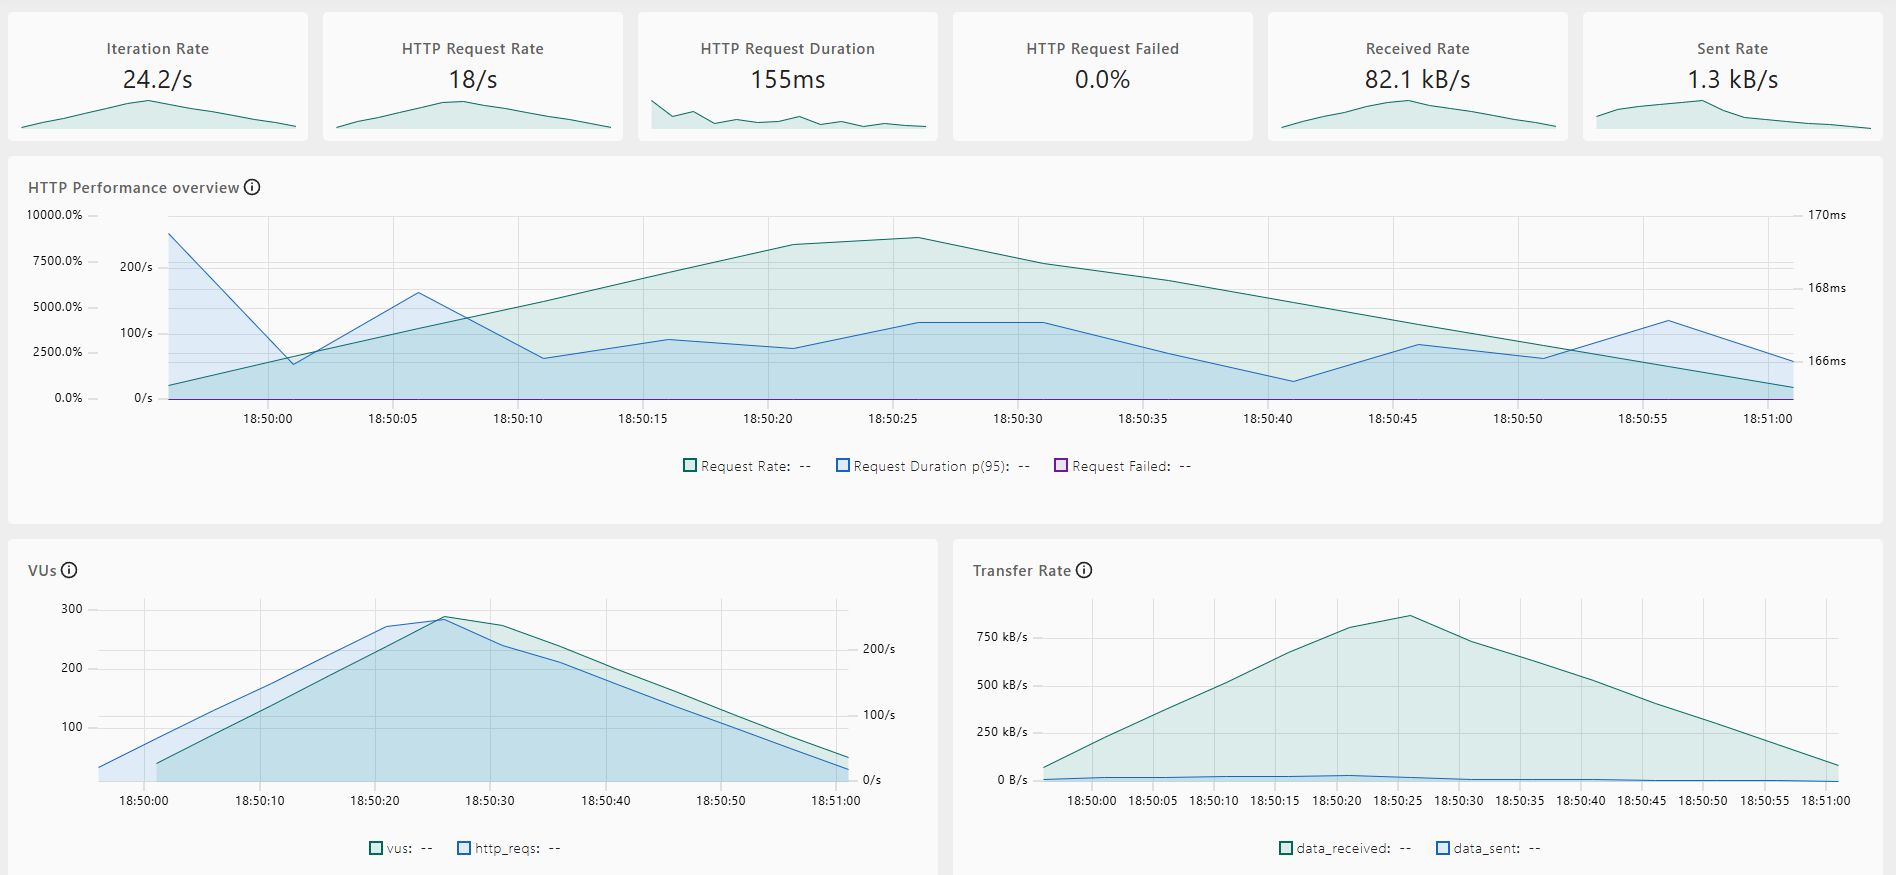 Iteration Rate
24.2/s
HTTP Request Rate
18/s
HTTP Request Duration
155ms
HTTP Request Failed
0.0%
Received Rate
82.1 kB/s
Sent Rate
1.3 kB/s
HTTP Performance overview
10000.0%
7500.0%
5000.0%
2500.0%
0.0%
200/s
100/s
0/s
170ms
168ms
166ms
18:50:00 18:50:05 18:50:10 18:50:15 18:50:20 18:50:25 18:50:30 18:50:35 18:50:40 18:50:45 18:50:50 18:50:55 18:51:00
Request Rate: -- Request Duration p(95): -- Request Failed: --
VUs
300
200
100
200/s
100/s
0/s
18:50:00 18:50:10 18:50:20 18:50:30 18:50:40 18:50:50 18:51:00
vus: -- http_reqs: --
Transfer Rate
750 kB/s
500 kB/s
250 kB/s
0 B/s
18:50:00 18:50:05 18:50:10 18:50:15 18:50:20 18:50:25 18:50:30 18:50:35 18:50:40 18:50:45 18:50:50 18:50:55 18:51:00
data_received: -- data_sent: --